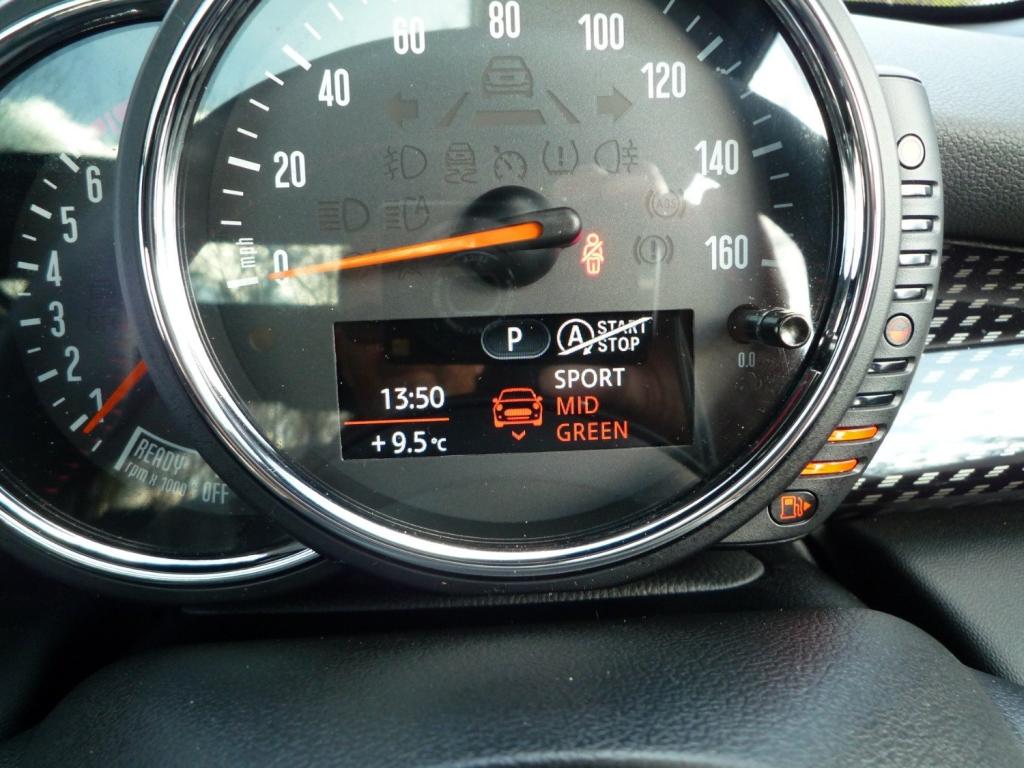 60
80
100
40
120
20
140
0
160
mph
ABS
6
5
4
3
2
1
READY
rpm x 1000
OFF
P
A START
STOP
SPORT
MID
GREEN
13:50
+ 9.5 °C
0.0